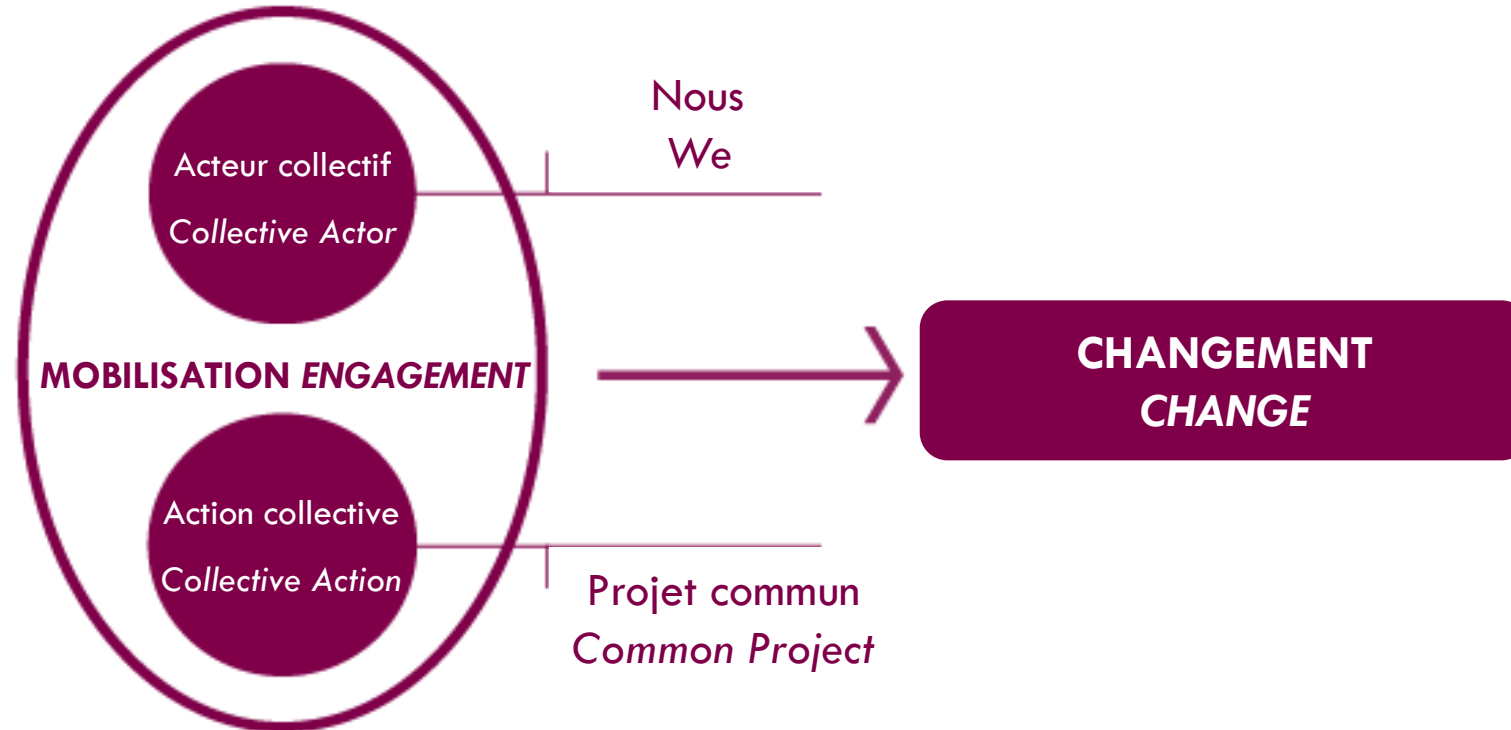 Nous
We
Acteur collectif
Collective Actor
MOBILISATION ENGAGEMENT
CHANGEMENT
CHANGE
Action collective
Collective Action
Projet commun
Common Project